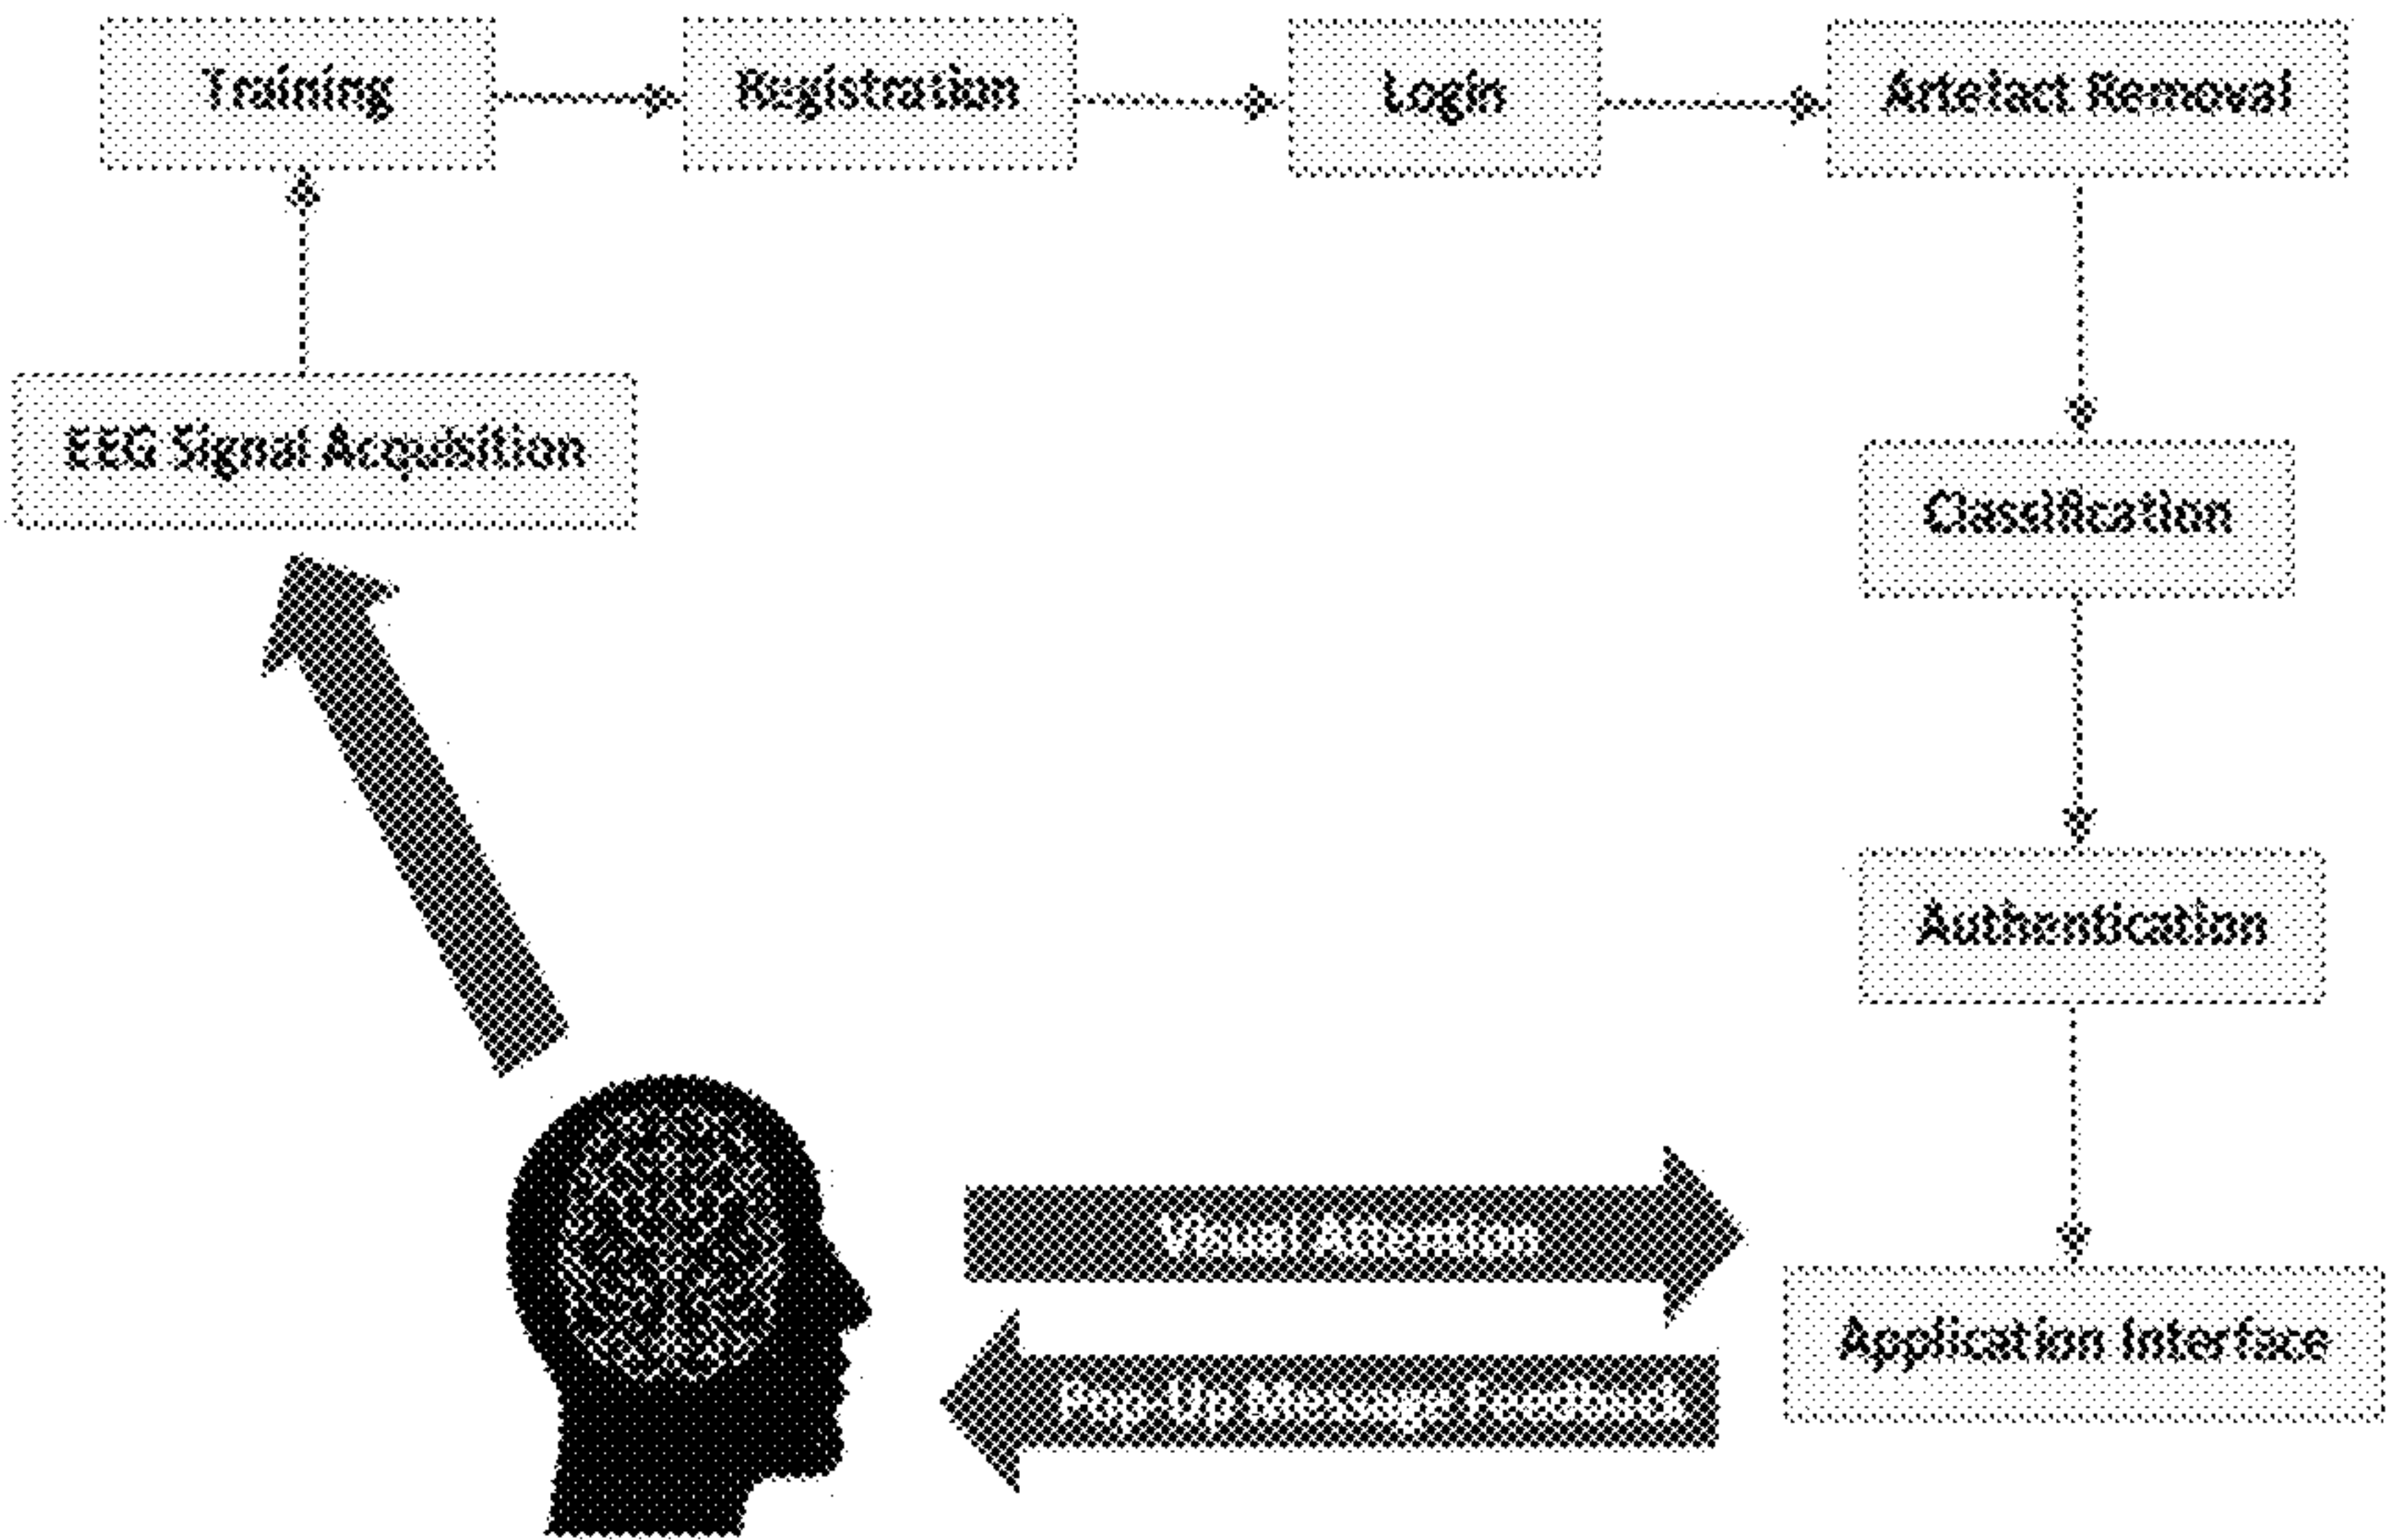 Training
Registration
Login
Artefact Removal
EEG Signal Acquisition
Classification
Authentication
Visual Attention
Application Interface
Pop-Up Message Feedback